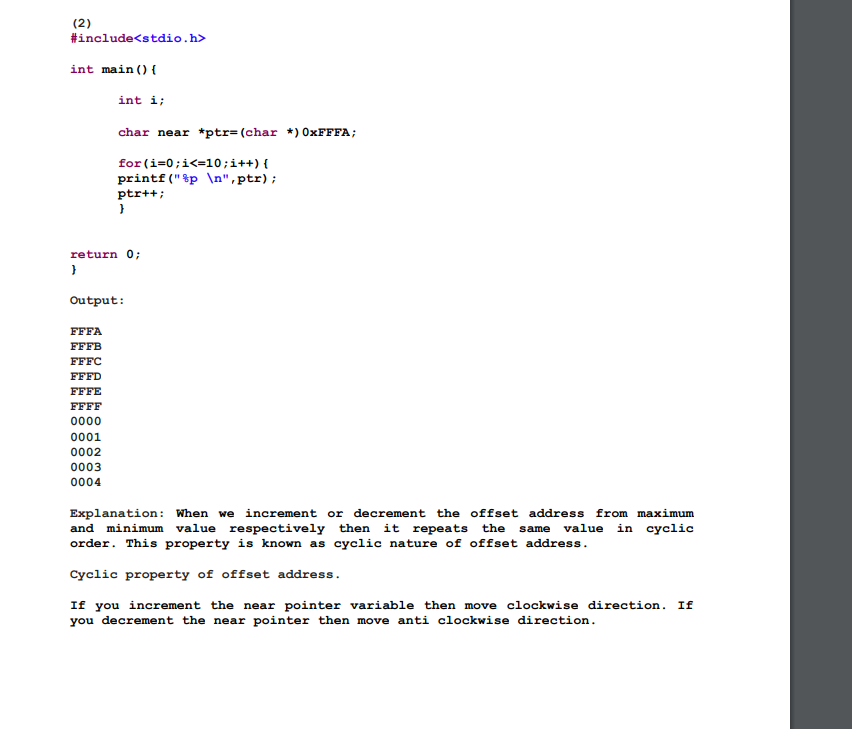 (2)
#include<stdio.h>
int main(){
int i;
char near *ptr=(char *)0xFFFA;
for(i=0;i<=10;i++){
printf("%p \n",ptr);
ptr++;
}
return 0;
}
Output:
FFFA
FFFB
FFFC
FFFD
FFFE
FFFF
0000
0001
0002
0003
0004
Explanation: When we increment or decrement the offset address from maximum
and minimum value respectively then it repeats the same value in cyclic
order. This property is known as cyclic nature of offset address.
Cyclic property of offset address.
If you increment the near pointer variable then move clockwise direction. If
you decrement the near pointer then move anti clockwise direction.